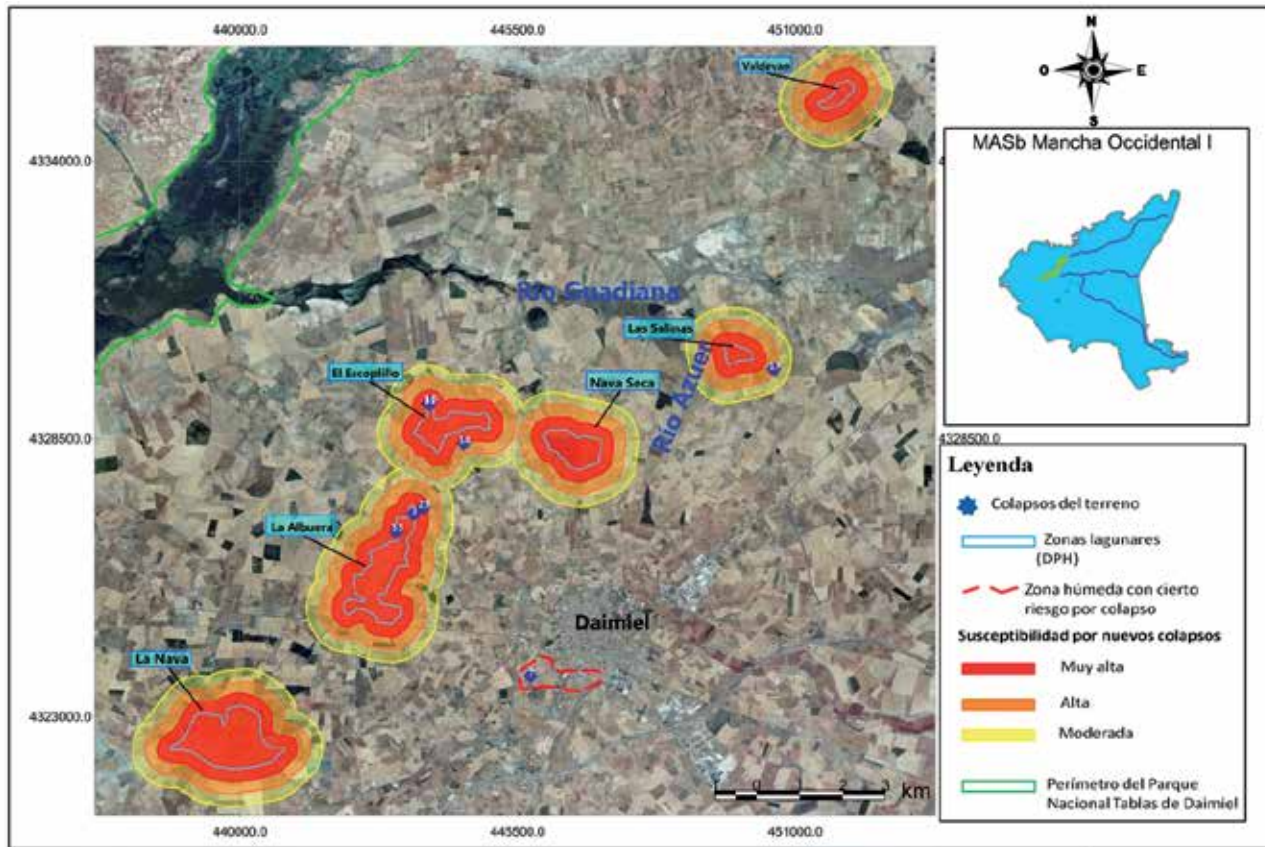 440000.0
445500.0
451000.0
N
O
E
S
Valdevan
4334000.0
MASb Mancha Occidental I
Río Guadiana
Las Salinas
El Escoplillo
Nava Seca
Río Azuer
4328500.0
4328500.0
La Albuera
Daimiel
La Nava
4323000.0
Leyenda
Colapsos del terreno
Zonas lagunares
(DPH)
Zona húmeda con cierto
riesgo por colapso
Susceptibilidad por nuevos colapsos
Muy alta
Alta
Moderada
Perímetro del Parque
Nacional Tablas de Daimiel
1 0 1 2 3 km
440000.0
445500.0
451000.0